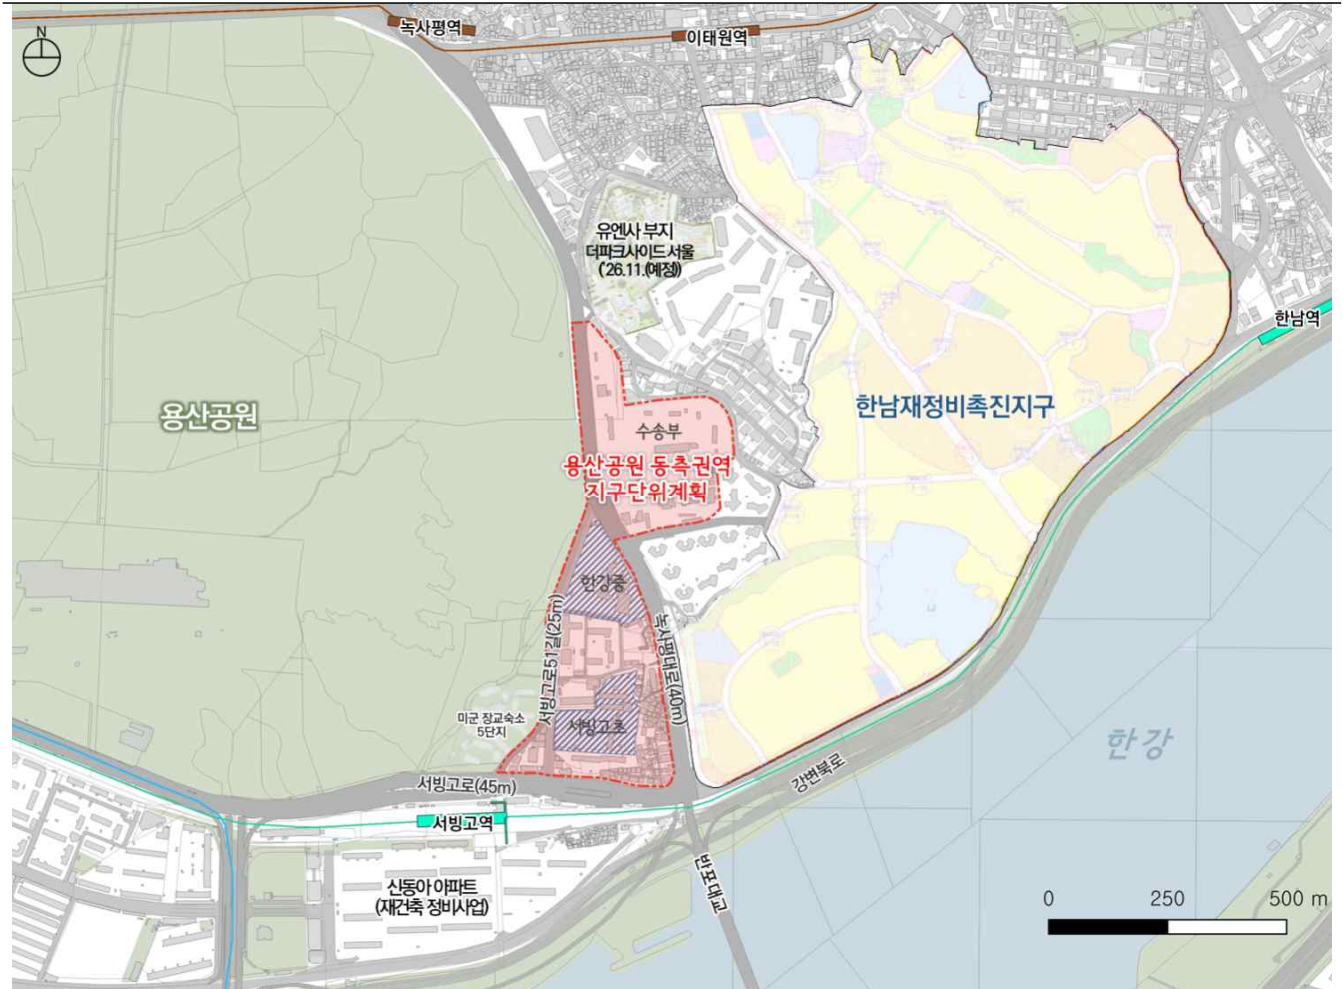 N
녹사평역
이태원역
유엔사 부지
더파크사이드 서울
('26.11.(예정))
한남역
용산공원
한남재정비촉진지구
수송부
용산공원 동측권역
지구단위계획
한강중
서빙고로51길(25m)
녹사평대로(40m)
미군 장교숙소
5단지
서빙고초
한강
강변북로
서빙고로(45m)
서빙고역
반포대교
신동아 아파트
(재건축 정비사업)
0 250 500 m